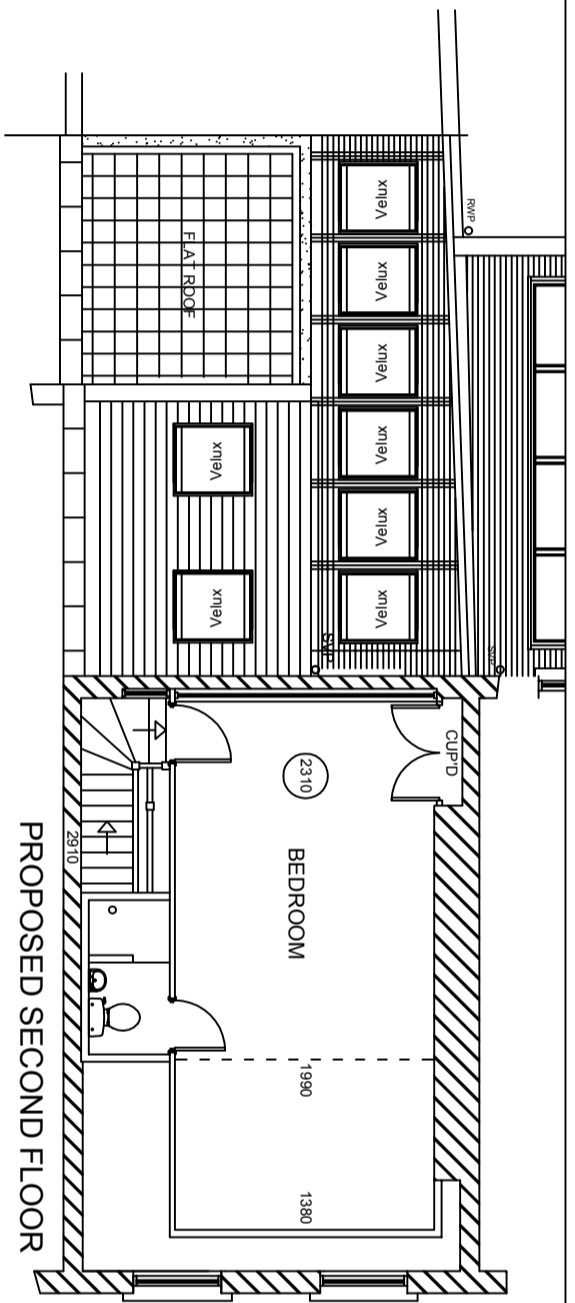 RWP
SVP
CUP'D
Velux
Velux
Velux
Velux
Velux
Velux
SVP
2310
BEDROOM
1990
1380
Velux
Velux
FLAT ROOF
2910
PROPOSED SECOND FLOOR